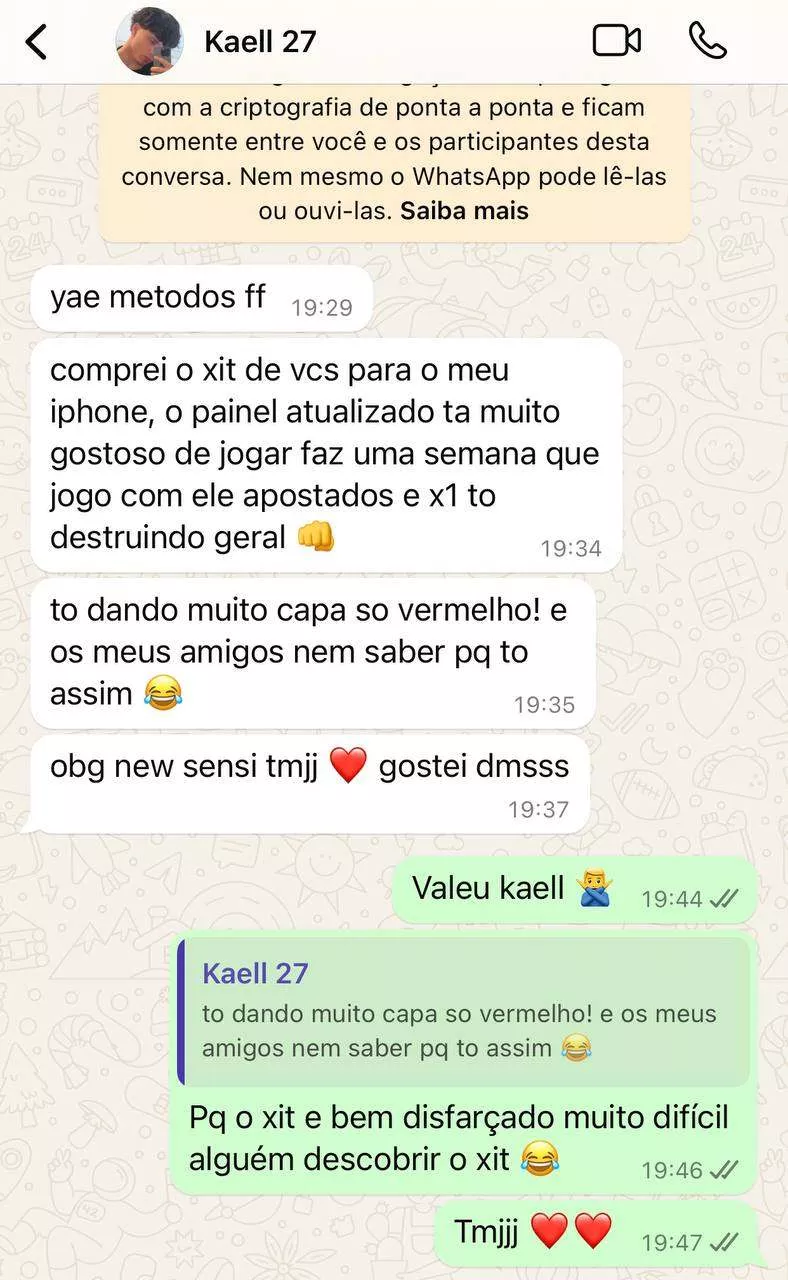 Kaell 27
com a criptografia de ponta a ponta e ficam
somente entre você e os participantes desta
conversa. Nem mesmo o WhatsApp pode lê-las
ou ouvi-las. Saiba mais
yae metodos ff 19:29
comprei o xit de vcs para o meu
iphone, o painel atualizado ta muito
gostoso de jogar faz uma semana que
jogo com ele apostados e x1 to
destruindo geral 👊
19:34
to dando muito capa so vermelho! e
os meus amigos nem saber pq to
assim 😂
19:35
obg new sensi tmjj ❤️ gostei dmsss
19:37
Valeu kaell 🙅‍♂️ 19:44
Kaell 27
to dando muito capa so vermelho! e os meus
amigos nem saber pq to assim 😂
Pq o xit e bem disfarçado muito difícil
alguém descobrir o xit 😂 19:46
Tmjjj ❤️❤️ 19:47